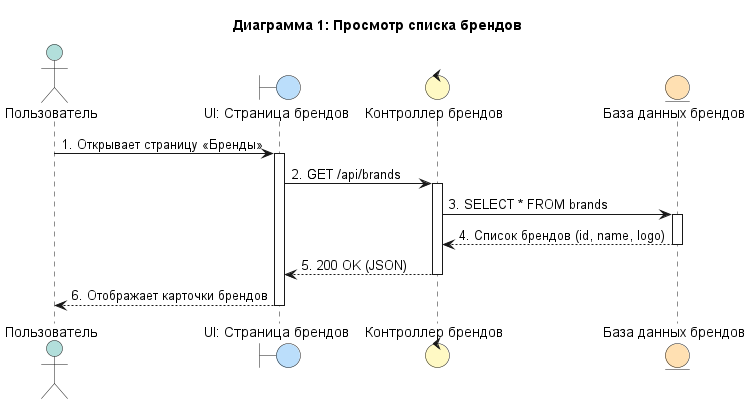 Диаграмма 1: Просмотр списка брендов
Пользователь
UI: Страница брендов
Контроллер брендов
База данных брендов
1. Открывает страницу «Бренды»
2. GET /api/brands
3. SELECT * FROM brands
4. Список брендов (id, name, logo)
5. 200 OK (JSON)
6. Отображает карточки брендов
Пользователь
UI: Страница брендов
Контроллер брендов
База данных брендов